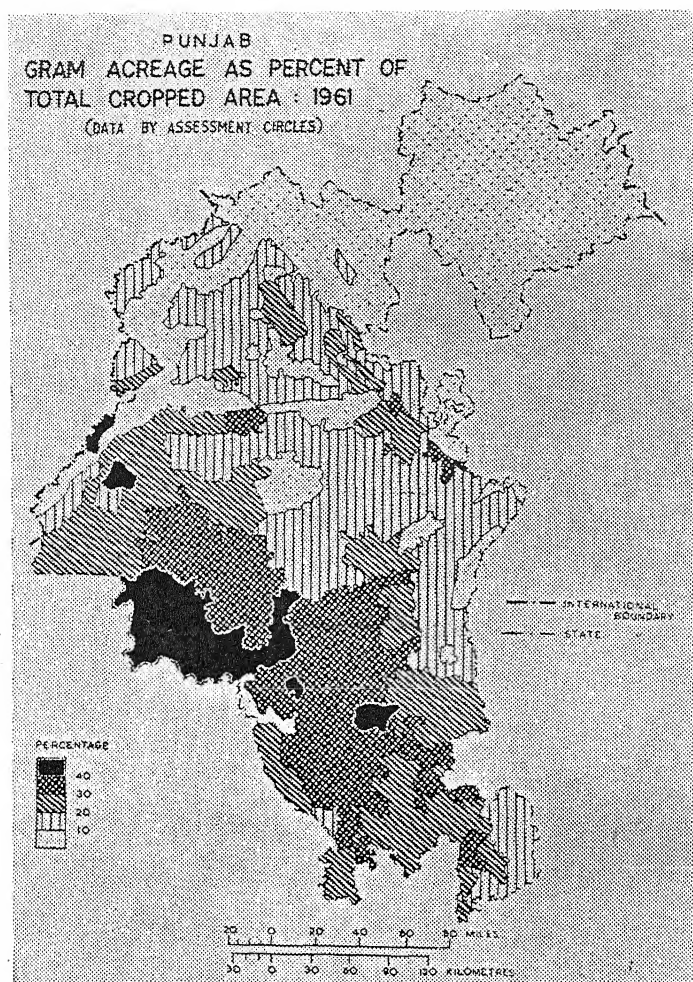 PUNJAB
GRAM ACREAGE AS PERCENT OF
TOTAL CROPPED AREA : 1961
(DATA BY ASSESSMENT CIRCLES)
INTERNATIONAL
BOUNDARY
STATE "
PERCENTAGE
40
30
20
10
20 0 20 40 60 80 MILES
30 0 30 60 90 120 KILOMETRES